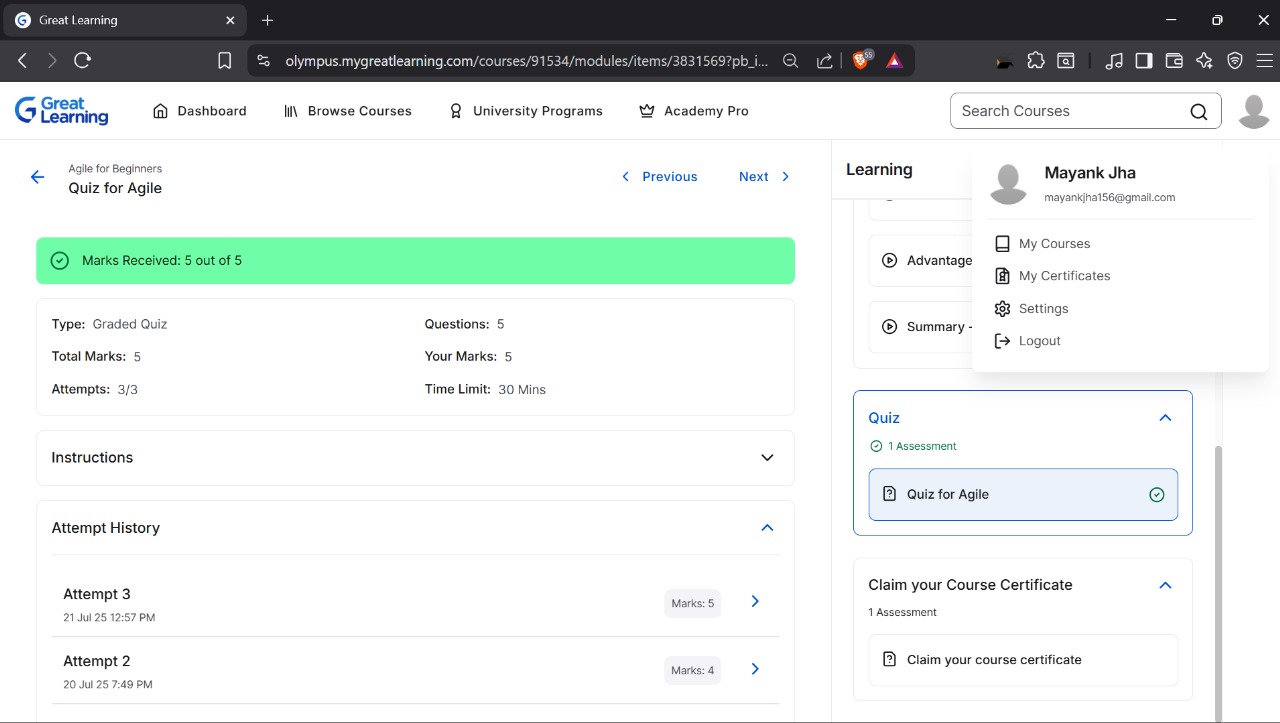 Great Learning
olympus.mygreatlearning.com/courses/91534/modules/items/3831569?pb_i...
55
Great Learning
Dashboard
Browse Courses
University Programs
Academy Pro
Search Courses
Agile for Beginners
Quiz for Agile
Previous
Next
Marks Received: 5 out of 5
Type: Graded Quiz
Questions: 5
Total Marks: 5
Your Marks: 5
Attempts: 3/3
Time Limit: 30 Mins
Instructions
Attempt History
Attempt 3
21 Jul 25 12:57 PM
Marks: 5
Attempt 2
20 Jul 25 7:49 PM
Marks: 4
Learning
Advantage
Summary -
Mayank Jha
mayankjha156@gmail.com
My Courses
My Certificates
Settings
Logout
Quiz
1 Assessment
Quiz for Agile
Claim your Course Certificate
1 Assessment
Claim your course certificate